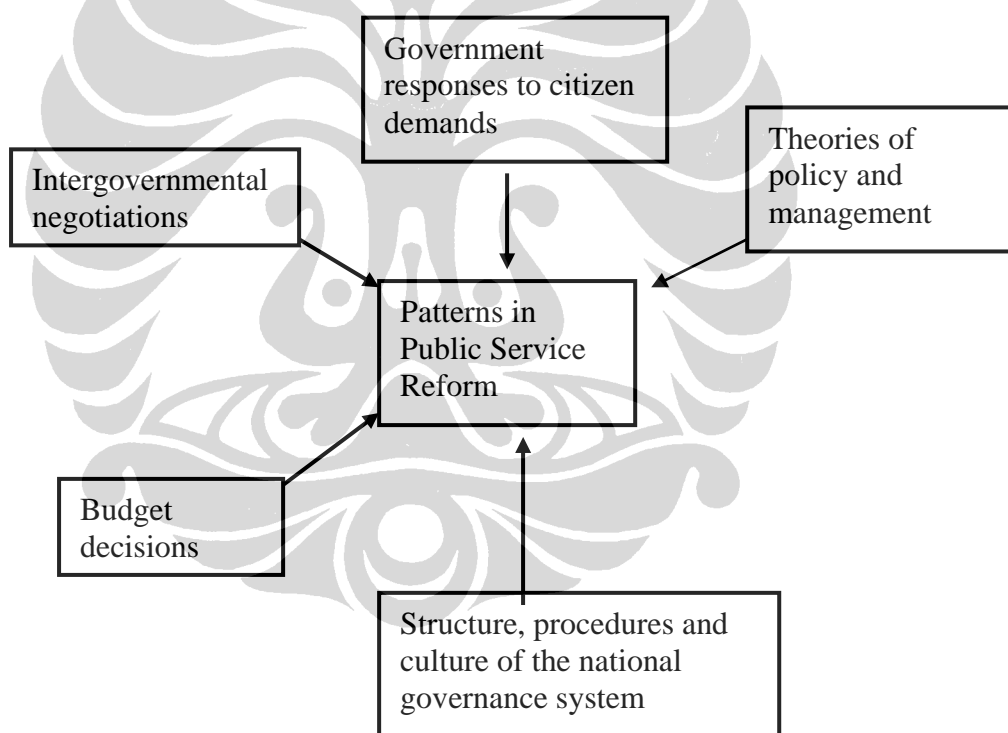 Government
responses to citizen
demands
Theories of
policy and
management
Intergovernmental
negotiations
Patterns in
Public Service
Reform
Budget
decisions
Structure, procedures and
culture of the national
governance system